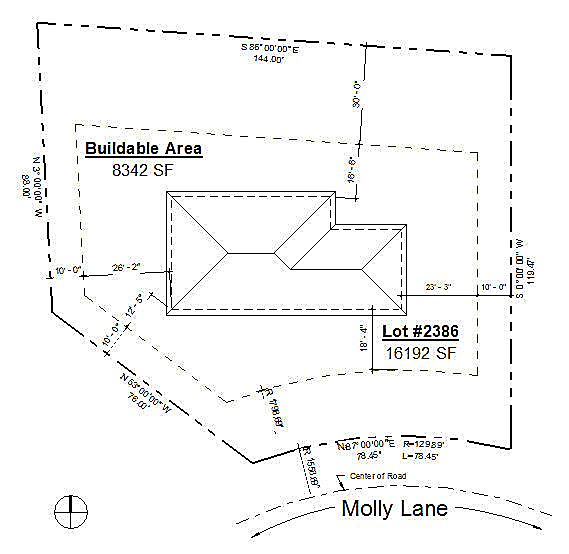 S 86°00'00" E
144.00'
30' - 0"
Buildable Area
8342 SF
16' - 6"
N 3°00'00" W
88.00'
S 0°00'00" W
119.47'
10' - 0"
26' - 2"
23' - 3"
10' - 0"
12' - 5"
10' - 0"
18' - 4"
Lot #2386
16192 SF
N 53°00'00" W
76.00'
N 87°00'00" E R=129.89'
78.45' L=78.45'
Center of Road
Molly Lane